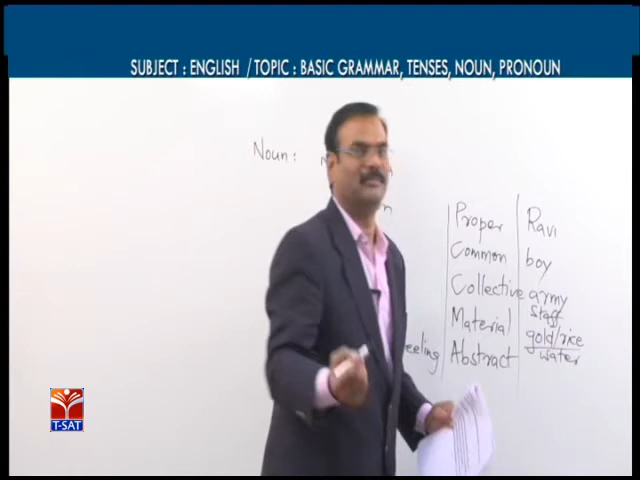 SUBJECT : ENGLISH / TOPIC : BASIC GRAMMAR, TENSES, NOUN, PRONOUN
Noun :
Proper Ravi
Common boy
Collective army
staff
Material gold/rice
water
eeling Abstract
T-SAT